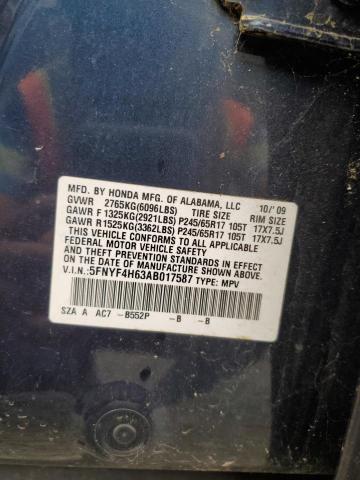 MFD. BY HONDA MFG. OF ALABAMA, LLC 10/'09
GVWR 2765KG(6096LBS) TIRE SIZE RIM SIZE
GAWR F 1325KG(2921LBS) P245/65R17 105T 17X7.5J
GAWR R 1525KG(3362LBS) P245/65R17 105T 17X7.5J
THIS VEHICLE CONFORMS TO ALL APPLICABLE
FEDERAL MOTOR VEHICLE SAFETY
AND THEFT PREVENTION STANDARDS IN EFFECT
ON THE DATE OF MANUFACTURE SHOWN ABOVE.
V.I.N.:5FNYF4H63AB017587 TYPE: MPV
SZA A AC7 -B552P -B -B